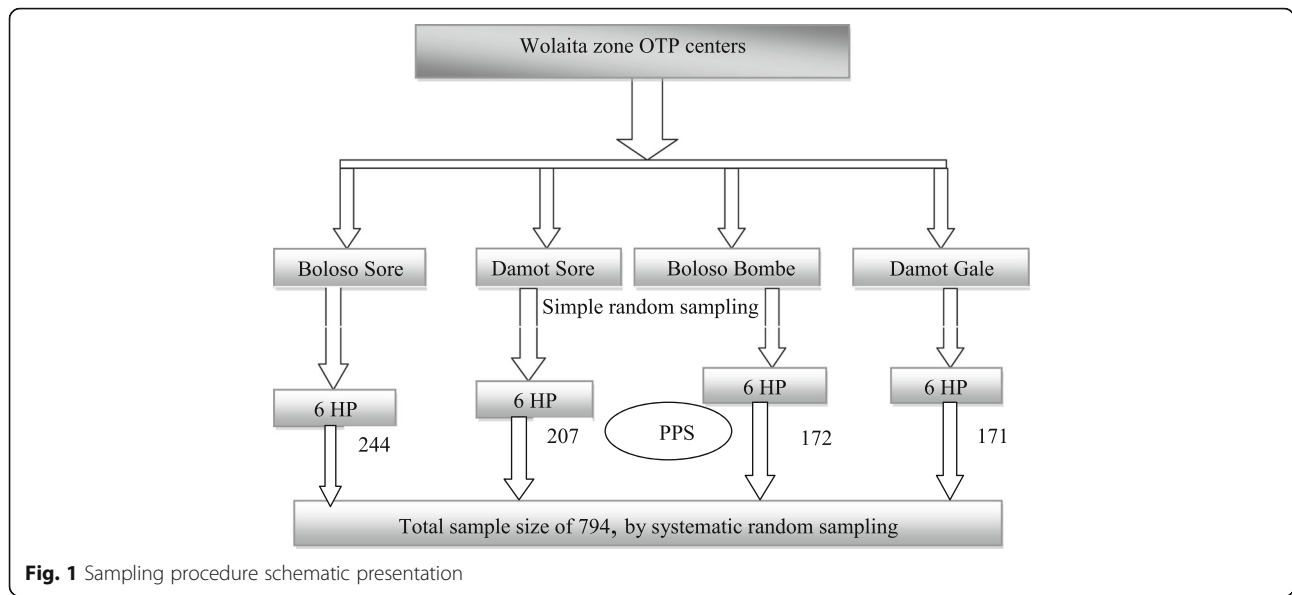 Wolaita zone OTP centers
Boloso Sore
Damot Sore
Boloso Bombe
Damot Gale
Simple random sampling
6 HP
6 HP
6 HP
6 HP
244
207
PPS
172
171
Total sample size of 794, by systematic random sampling
Fig. 1 Sampling procedure schematic presentation